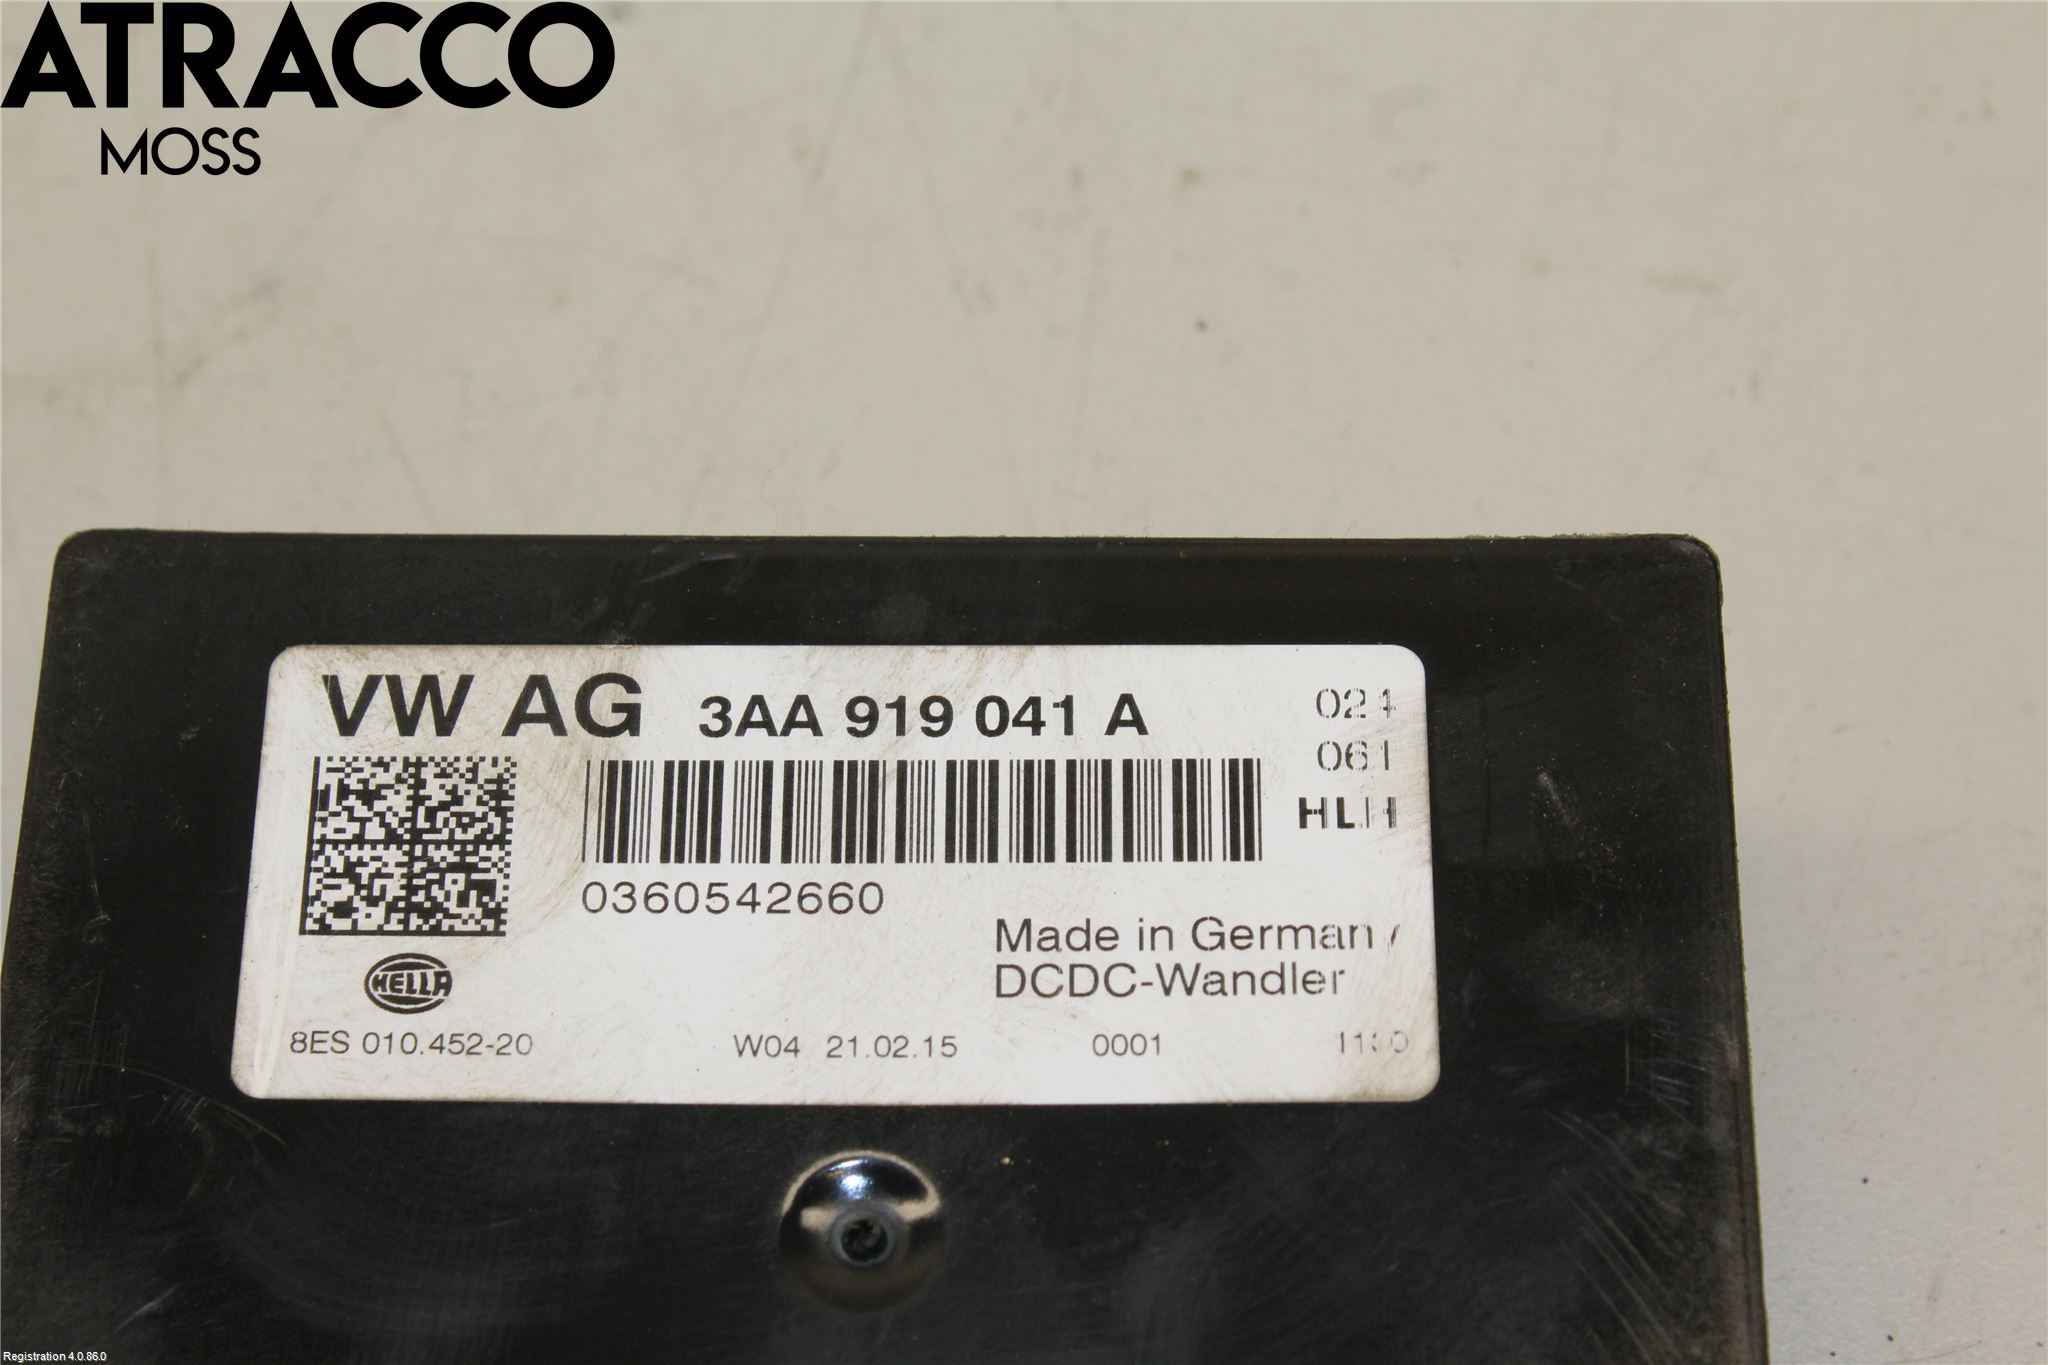 ATRACCO
MOSS
VW AG 3AA 919 041 A
024
061
HLH
0360542660
Made in Germany
DCDC-Wandler
HELLA
8ES 010.452-20 W04 21.02.15 0001
Registration 4.0.86.0